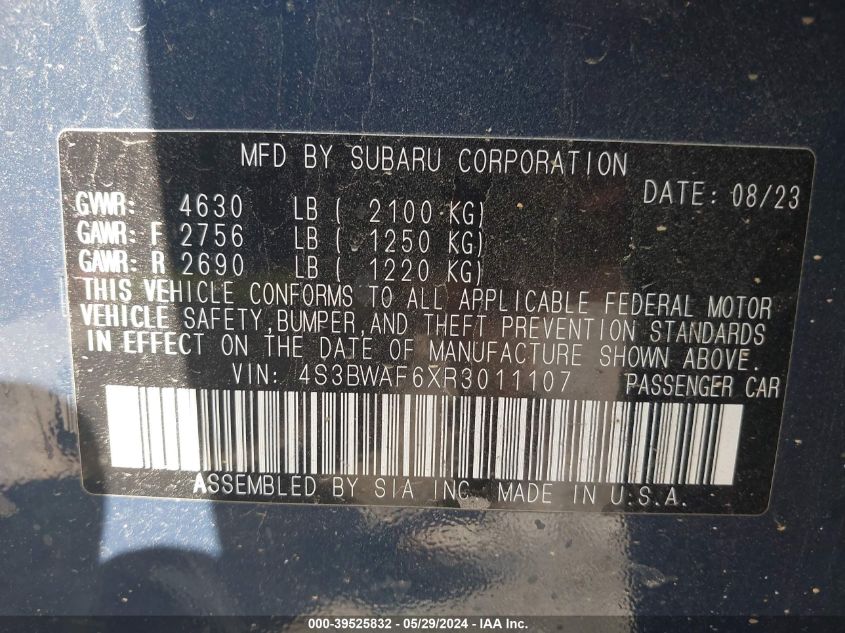 MFD BY SUBARU CORPORATION
DATE: 08/23
GVWR: 4630 LB ( 2100 KG)
GAWR: F 2756 LB ( 1250 KG)
GAWR: R 2690 LB ( 1220 KG)
THIS VEHICLE CONFORMS TO ALL APPLICABLE FEDERAL MOTOR
VEHICLE SAFETY,BUMPER,AND THEFT PREVENTION STANDARDS
IN EFFECT ON THE DATE OF MANUFACTURE SHOWN ABOVE.
VIN: 4S3BWAF6XR3011107 PASSENGER CAR
ASSEMBLED BY SIA INC. MADE IN U.S.A.
000-39525832 - 05/29/2024 - IAA Inc.